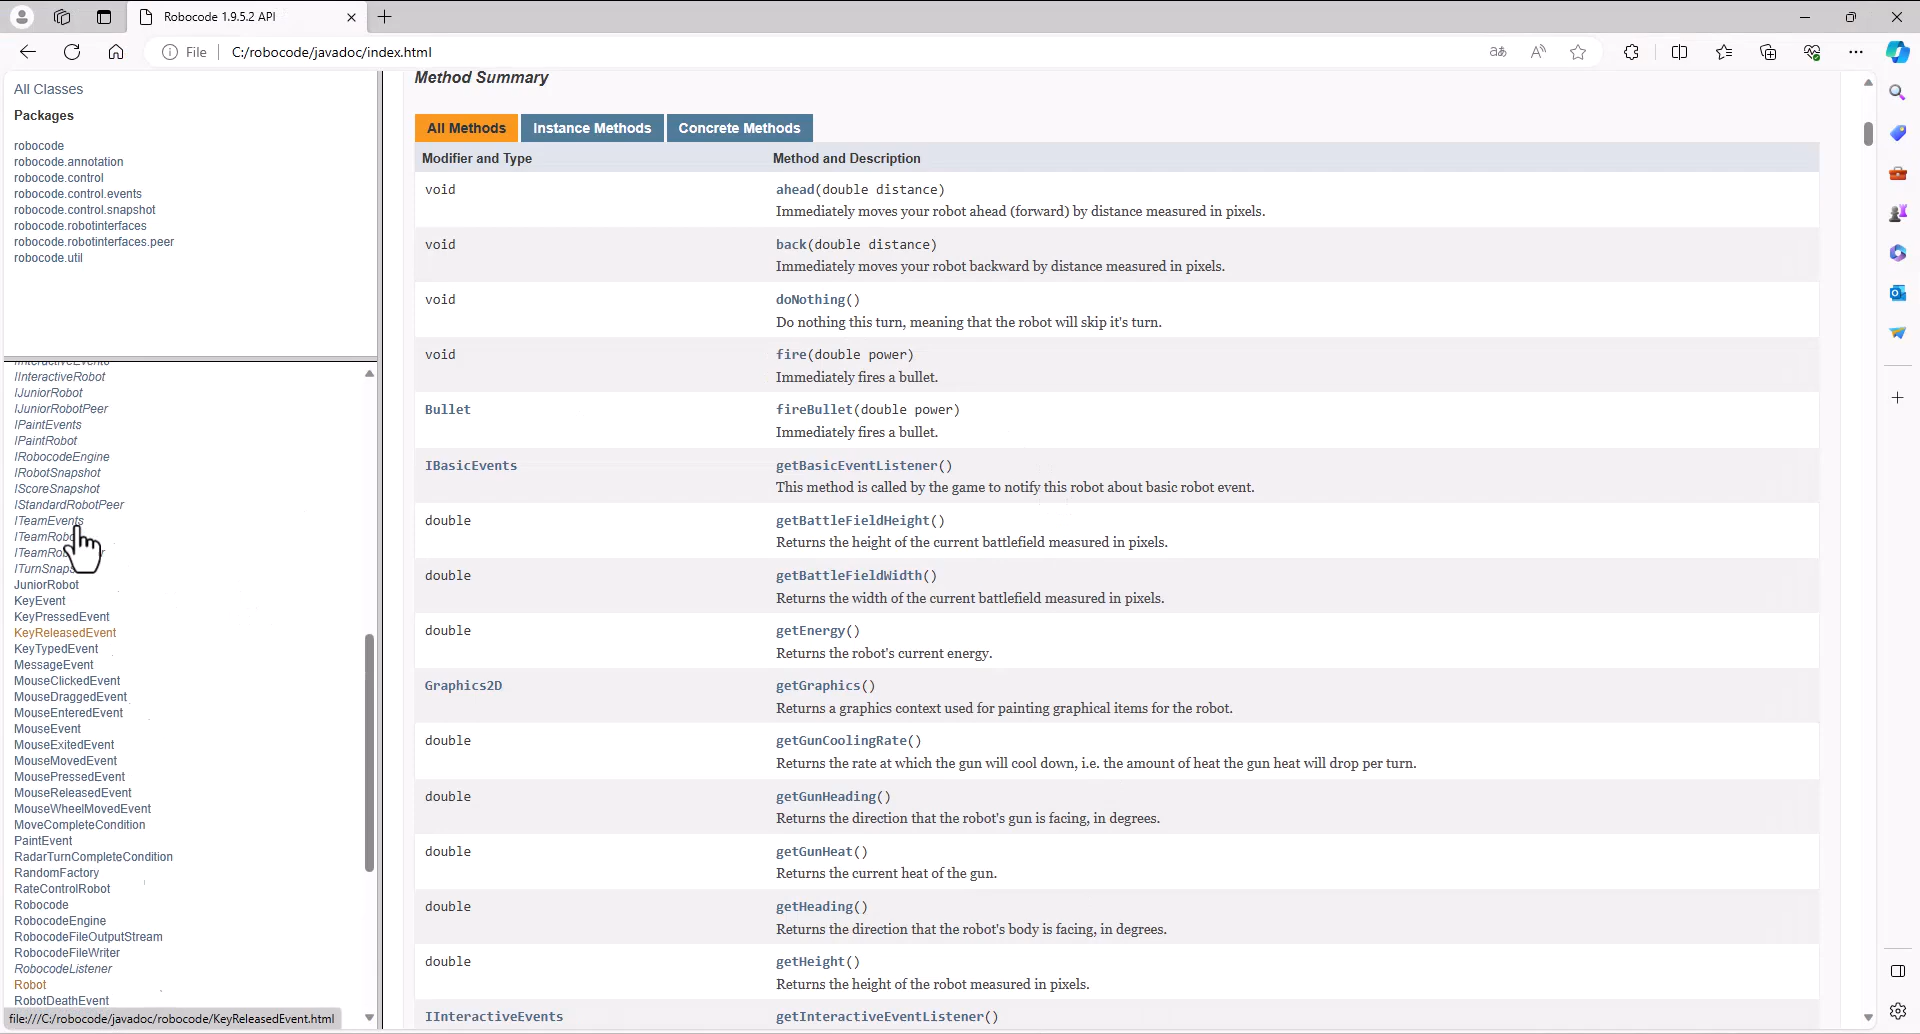 Robocode 1.9.5.2 API
File
C:/robocode/javadoc/index.html
All Classes
Packages
robocode
robocode.annotation
robocode.control
robocode.control.events
robocode.control.snapshot
robocode.robotinterfaces
robocode.robotinterfaces.peer
robocode.util
IInteractiveEvents
IInteractiveRobot
IJuniorRobot
IJuniorRobotPeer
IPaintEvents
IPaintRobot
IRobocodeEngine
IRobotSnapshot
IScoreSnapshot
IStandardRobotPeer
ITeamEvents
JuniorRobot
KeyEvent
KeyPressedEvent
KeyReleasedEvent
KeyTypedEvent
MessageEvent
MouseClickedEvent
MouseDraggedEvent
MouseEnteredEvent
MouseEvent
MouseExitedEvent
MouseMovedEvent
MousePressedEvent
MouseReleasedEvent
MouseWheelMovedEvent
MoveCompleteCondition
PaintEvent
RadarTurnCompleteCondition
RandomFactory
RateControlRobot
Robocode
RobocodeEngine
RobocodeFileOutputStream
RobocodeFileWriter
RobocodeListener
Robot
RobotDeathEvent
file:///C:/robocode/javadoc/robocode/KeyReleasedEvent.html
Method Summary
All Methods Instance Methods Concrete Methods
Modifier and Type Method and Description
void ahead(double distance)
Immediately moves your robot ahead (forward) by distance measured in pixels.
void back(double distance)
Immediately moves your robot backward by distance measured in pixels.
void doNothing()
Do nothing this turn, meaning that the robot will skip it's turn.
void fire(double power)
Immediately fires a bullet.
Bullet fireBullet(double power)
Immediately fires a bullet.
IBasicEvents getBasicEventListener()
This method is called by the game to notify this robot about basic robot event.
double getBattleFieldHeight()
Returns the height of the current battlefield measured in pixels.
double getBattleFieldWidth()
Returns the width of the current battlefield measured in pixels.
double getEnergy()
Returns the robot's current energy.
Graphics2D getGraphics()
Returns a graphics context used for painting graphical items for the robot.
double getGunCoolingRate()
Returns the rate at which the gun will cool down, i.e. the amount of heat the gun heat will drop per turn.
double getGunHeading()
Returns the direction that the robot's gun is facing, in degrees.
double getGunHeat()
Returns the current heat of the gun.
double getHeading()
Returns the direction that the robot's body is facing, in degrees.
double getHeight()
Returns the height of the robot measured in pixels.
IInteractiveEvents getInteractiveEventListener()